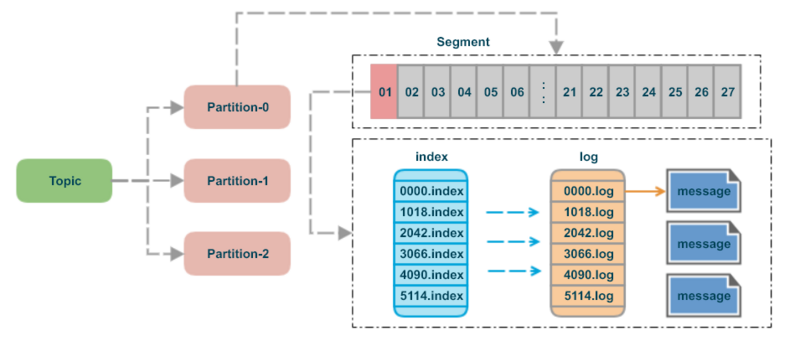 Segment
01 02 03 04 05 06 : : 21 22 23 24 25 26 27
Partition-0
Topic
Partition-1
Partition-2
index
0000.index
1018.index
2042.index
3066.index
4090.index
5114.index
log
0000.log
1018.log
2042.log
3066.log
4090.log
5114.log
message
message
message